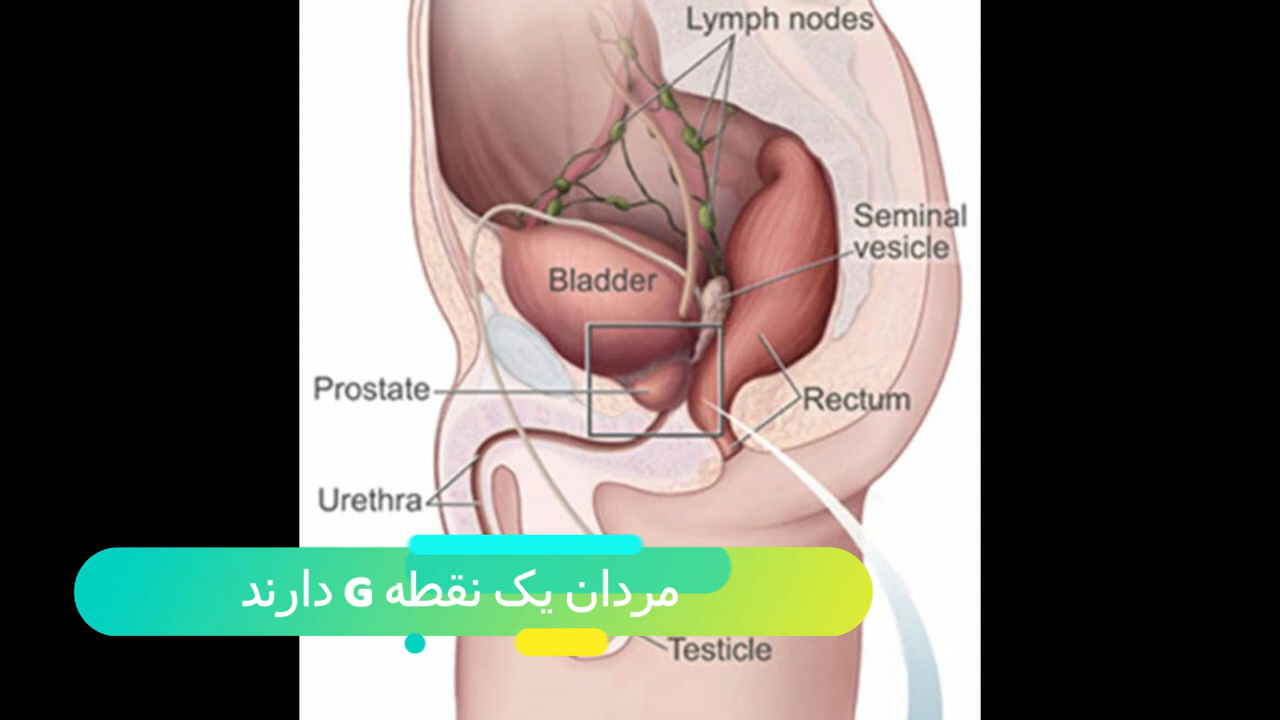 Lymph nodes
Seminal
vesicle
Bladder
Prostate
Rectum
Urethra
مردان یک نقطه G دارند
Testicle